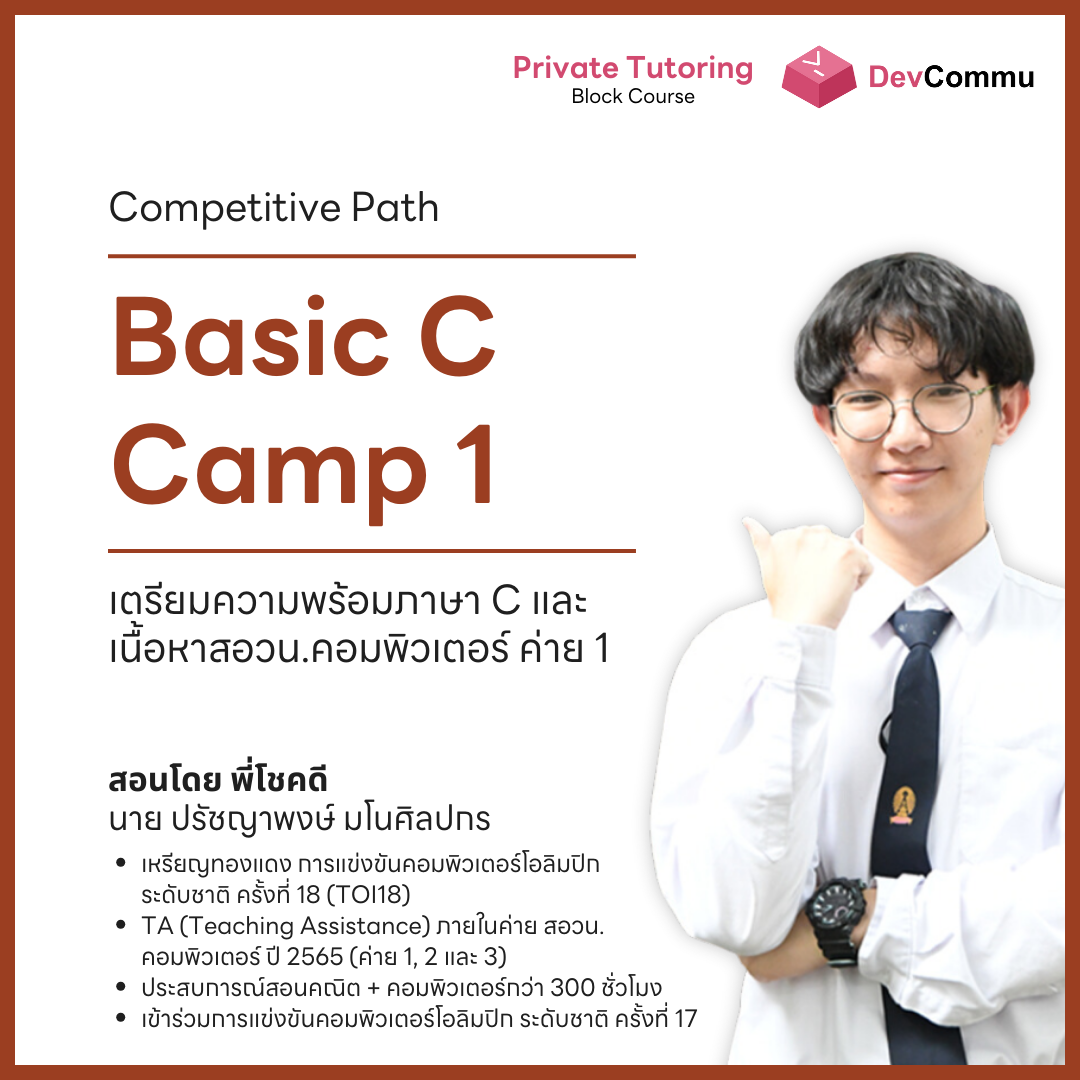 Private Tutoring
Block Course
DevCommu
Competitive Path
Basic C
Camp 1
เตรียมความพร้อมภาษา C และ
เนื้อหาสอวน.คอมพิวเตอร์ ค่าย 1
สอนโดย พี่โชคดี
นาย ปรัชญาพงษ์ มโนศิลปกร
• เหรียญทองแดง การแข่งขันคอมพิวเตอร์โอลิมปิก
ระดับชาติ ครั้งที่ 18 (TOI18)
• TA (Teaching Assistance) ภายในค่าย สอวน.
คอมพิวเตอร์ ปี 2565 (ค่าย 1, 2 และ 3)
• ประสบการณ์สอนคณิต + คอมพิวเตอร์กว่า 300 ชั่วโมง
• เข้าร่วมการแข่งขันคอมพิวเตอร์โอลิมปิก ระดับชาติ ครั้งที่ 17